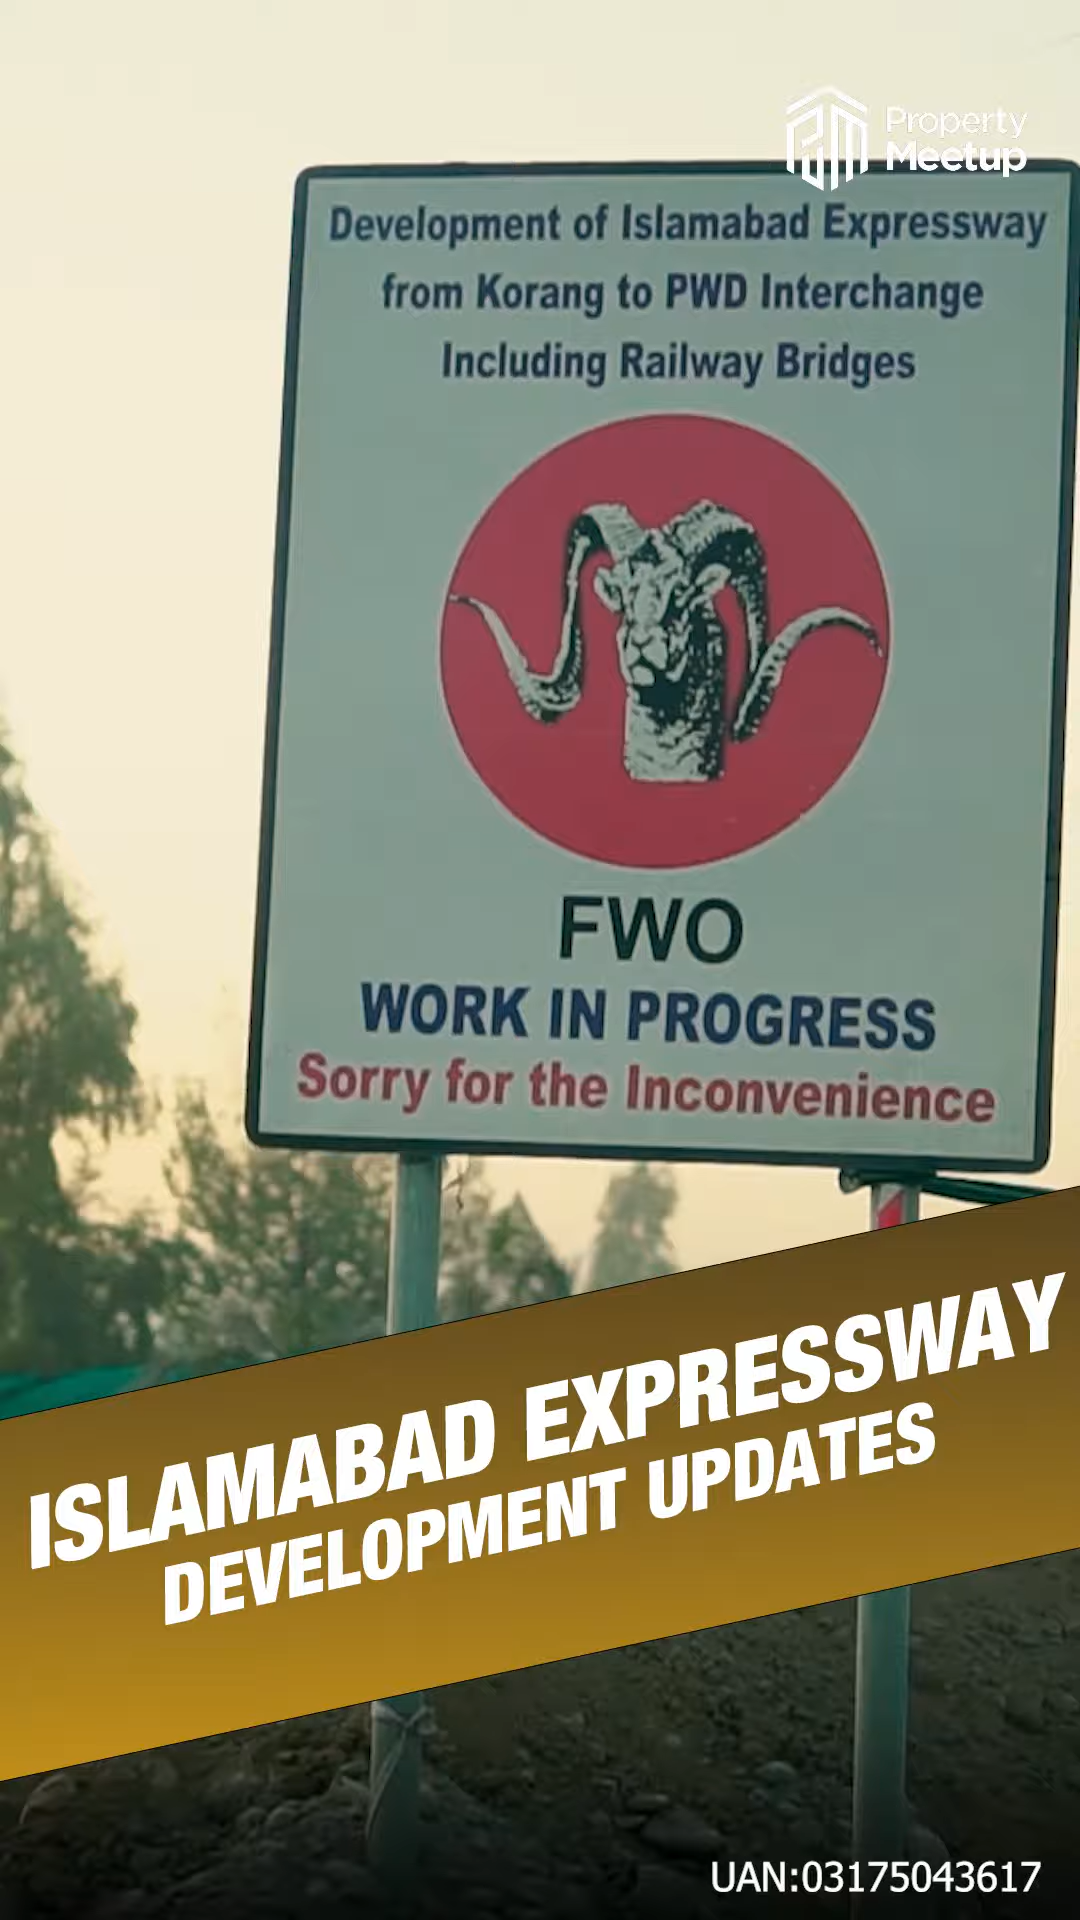 Property
Meetup
Development of Islamabad Expressway
from Korang to PWD Interchange
Including Railway Bridges
FWO
WORK IN PROGRESS
Sorry for the Inconvenience
ISLAMABAD EXPRESSWAY
DEVELOPMENT UPDATES
UAN:03175043617